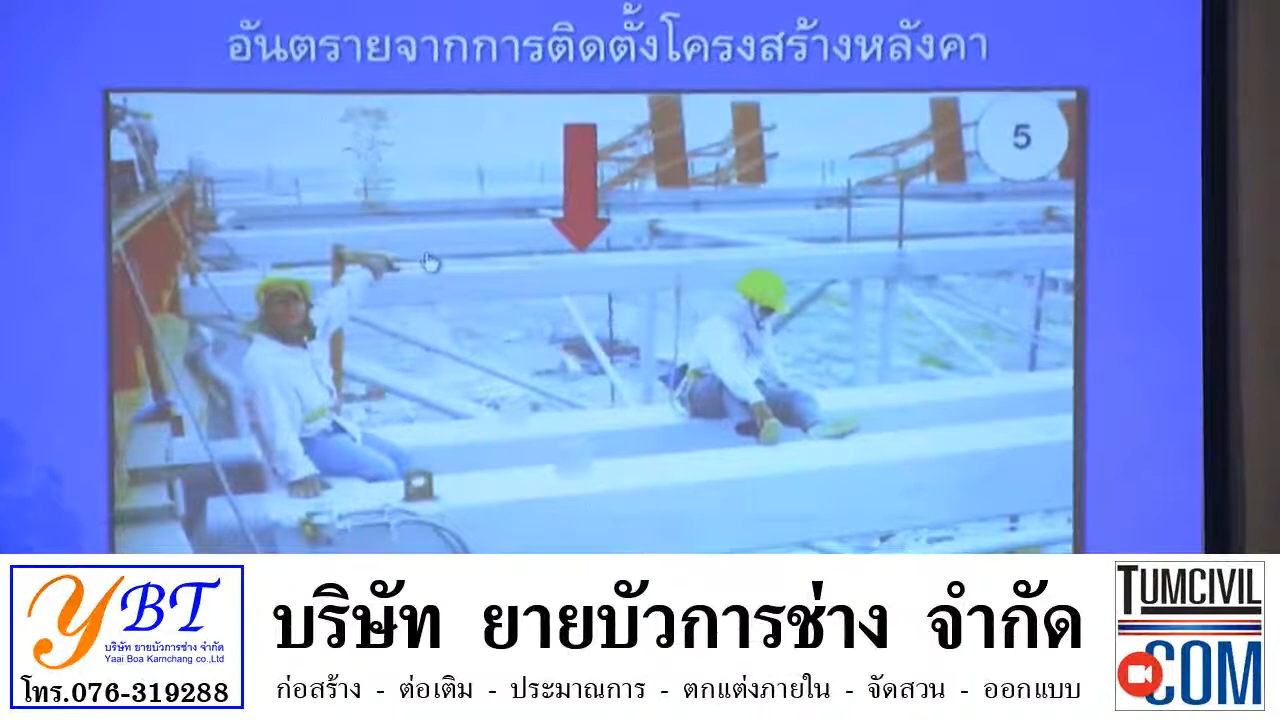 อันตรายจากการติดตั้งโครงสร้างหลังคา
5
YBT
บริษัท ยายบัวการช่าง จำกัด
Yaai Boa Karnchang co.,Ltd
โทร.076-319288
บริษัท ยายบัวการช่าง จำกัด
ก่อสร้าง - ต่อเติม - ประมาณการ - ตกแต่งภายใน - จัดสวน - ออกแบบ
TUMCIVIL
.COM